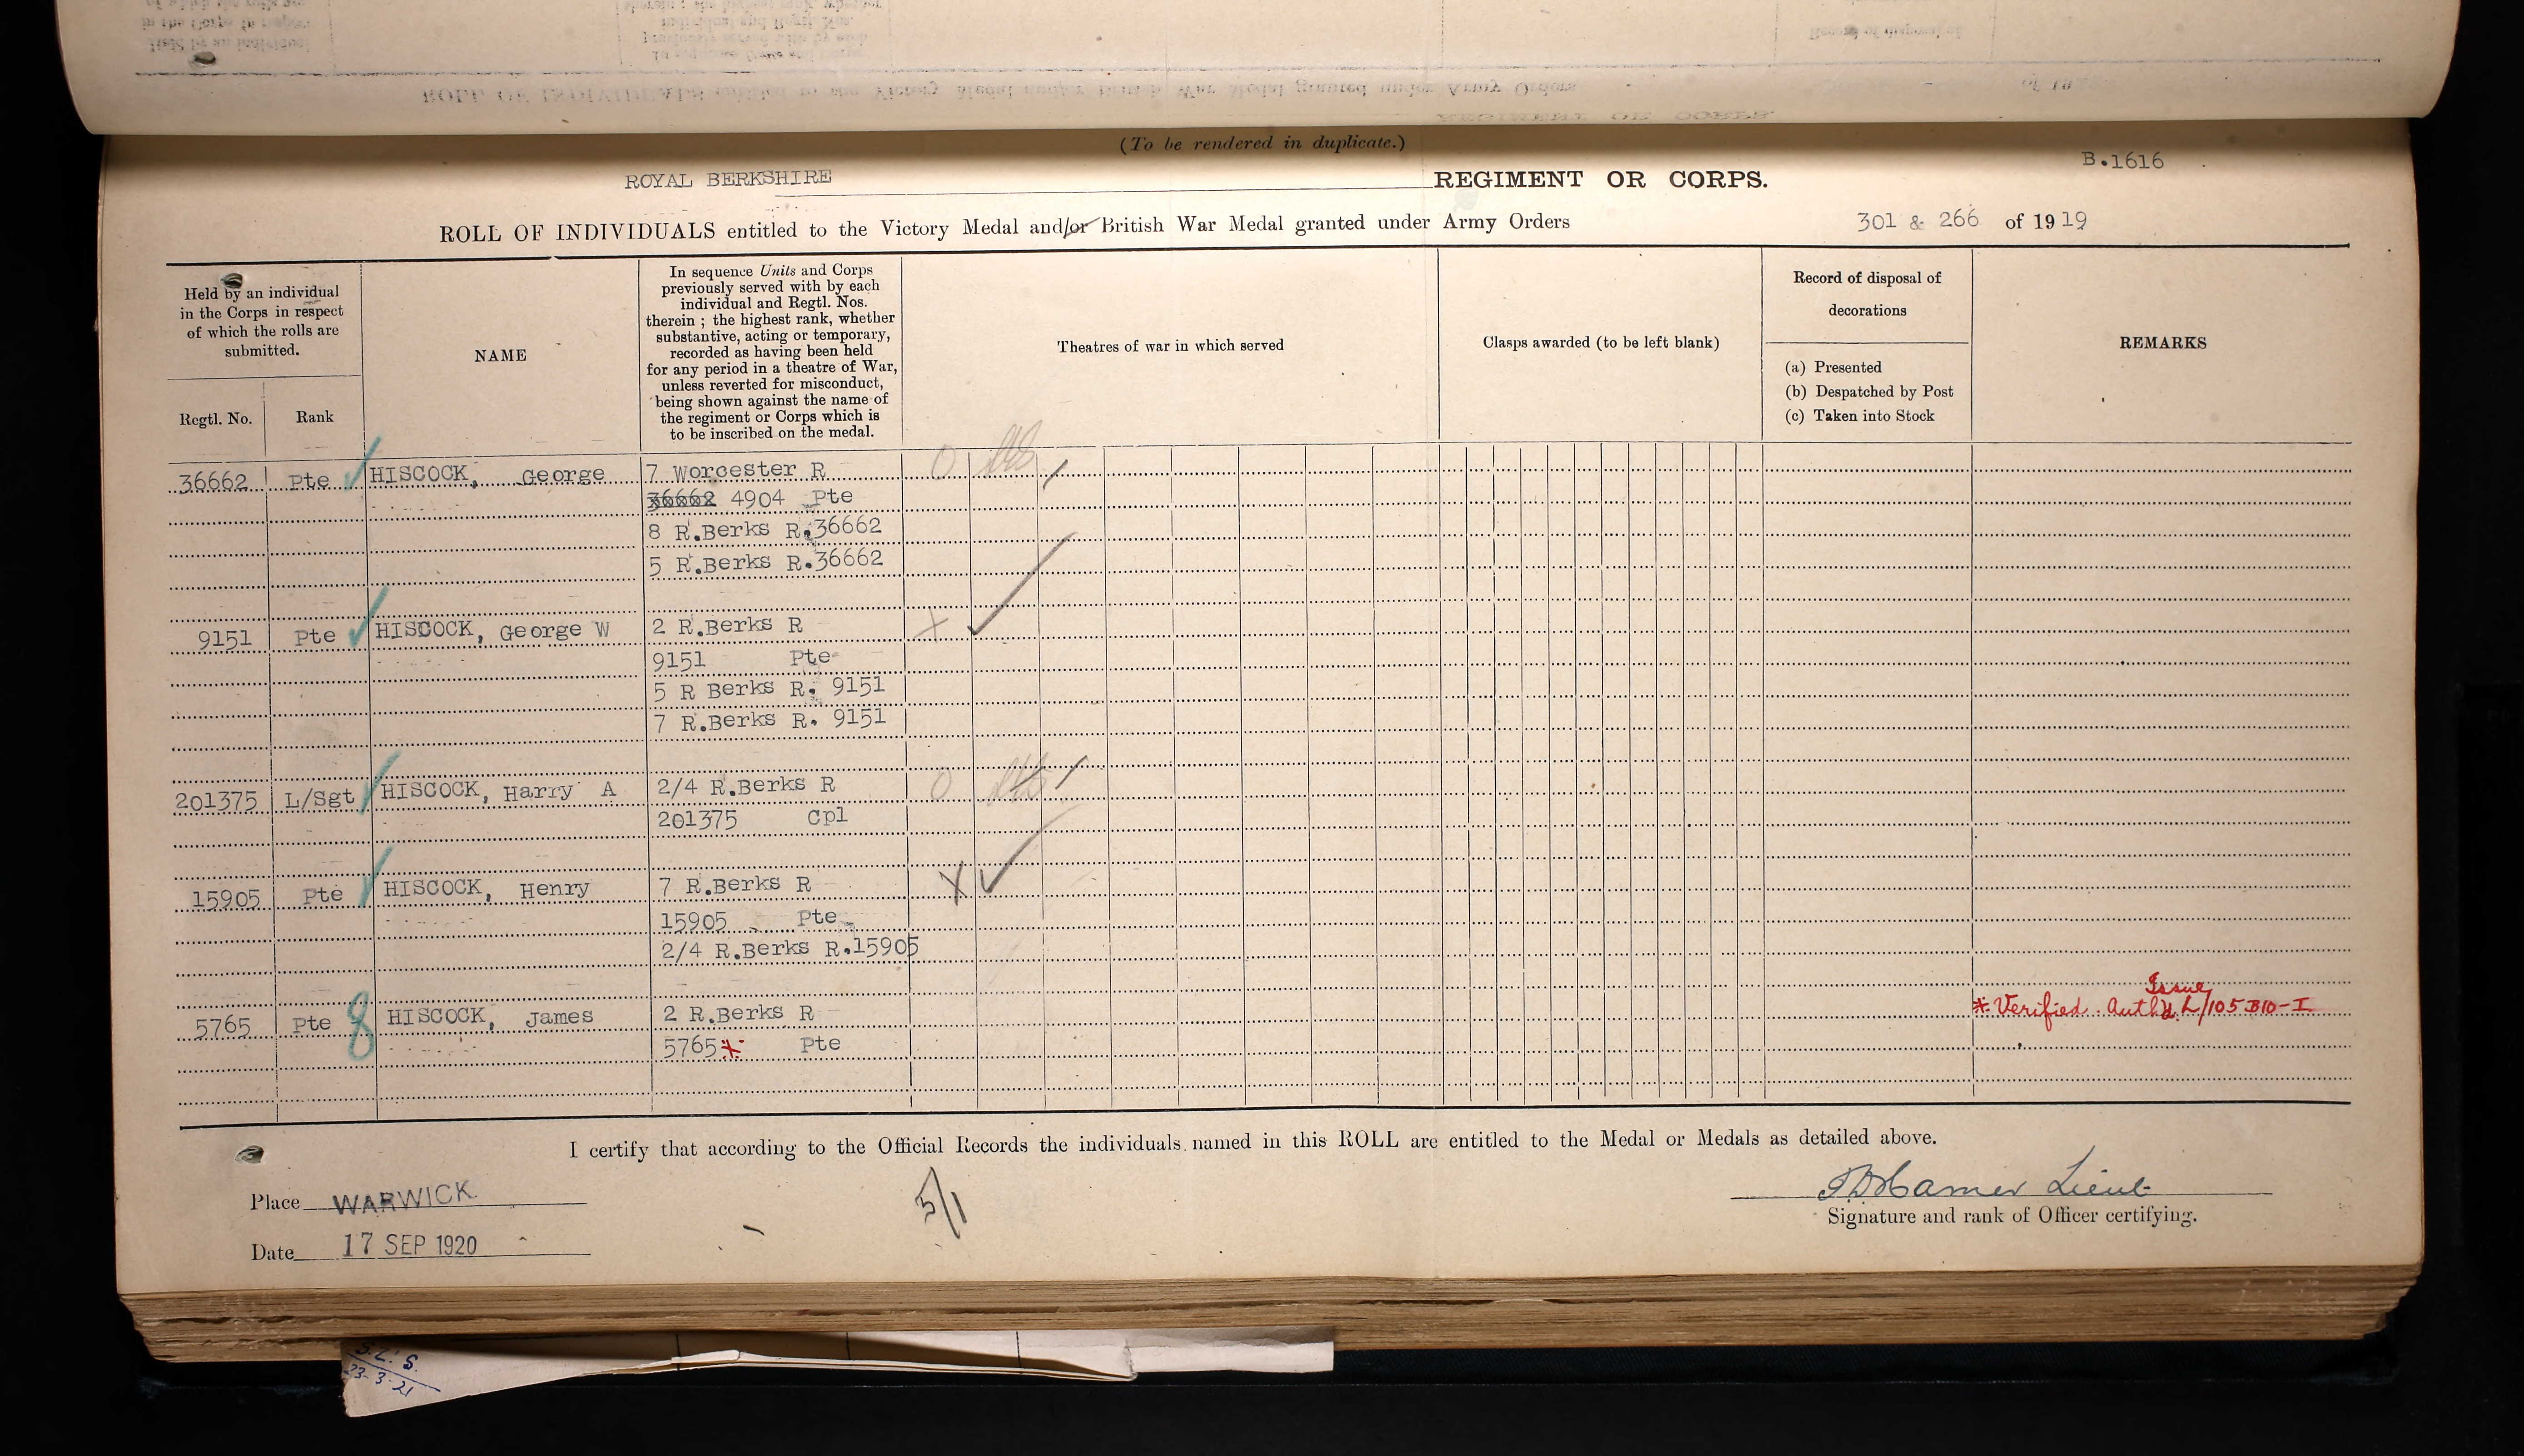 (To be rendered in duplicate.)
B.1616
ROYAL BERKSHIRE REGIMENT OR CORPS.
ROLL OF INDIVIDUALS entitled to the Victory Medal and/or British War Medal granted under Army Orders 301 & 266 of 1919
Held by an individual
in the Corps in respect
of which the rolls are
submitted.
Regtl. No.
Rank
NAME
In sequence Units and Corps
previously served with by each
individual and Regtl. Nos.
therein ; the highest rank, whether
substantive, acting or temporary,
recorded as having been held
for any period in a theatre of War,
unless reverted for misconduct,
being shown against the name of
the regiment or Corps which is
to be inscribed on the medal.
Theatres of war in which served
Clasps awarded (to be left blank)
Record of disposal of
decorations
(a) Presented
(b) Despatched by Post
(c) Taken into Stock
REMARKS
36662 Pte HISCOCK, George 7 Worcester R
36662 4904 Pte
8 R.Berks R.36662
5 R.Berks R.36662
9151 Pte HISCOCK, George W 2 R.Berks R
9151 Pte
5 R Berks R. 9151
7 R.Berks R. 9151
201375 L/Sgt HISCOCK, Harry A 2/4 R.Berks R
201375 Cpl
15905 Pte HISCOCK, Henry 7 R.Berks R
15905 Pte
2/4 R.Berks R.15905
Issue
5765 Pte HISCOCK, James 2 R.Berks R * Verified. Auth'y
5765 Pte
I certify that according to the Official Records the individuals named in this ROLL are entitled to the Medal or Medals as detailed above.
5/1
Place WARWICK.
Lieut
Signature and rank of Officer certifying.
Date 17 SEP 1920
S.L.S.
23-3-21